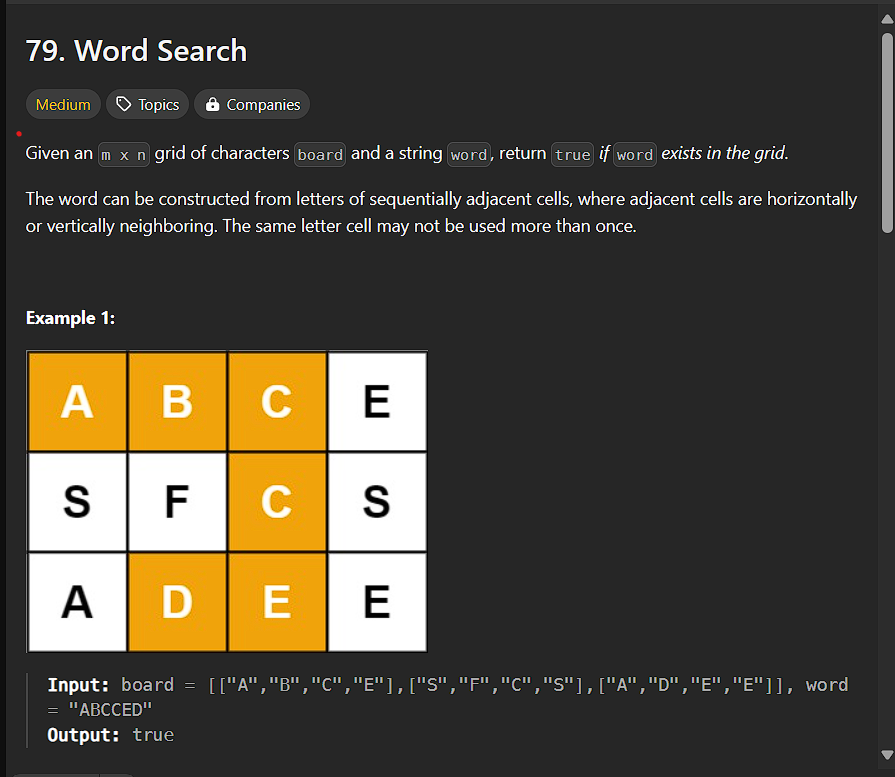 79. Word Search
Medium Topics Companies
Given an m x n grid of characters board and a string word, return true if word exists in the grid.
The word can be constructed from letters of sequentially adjacent cells, where adjacent cells are horizontally
or vertically neighboring. The same letter cell may not be used more than once.
Example 1:
A B C E
S F C S
A D E E
Input: board = [["A","B","C","E"],["S","F","C","S"],["A","D","E","E"]], word
= "ABCCED"
Output: true